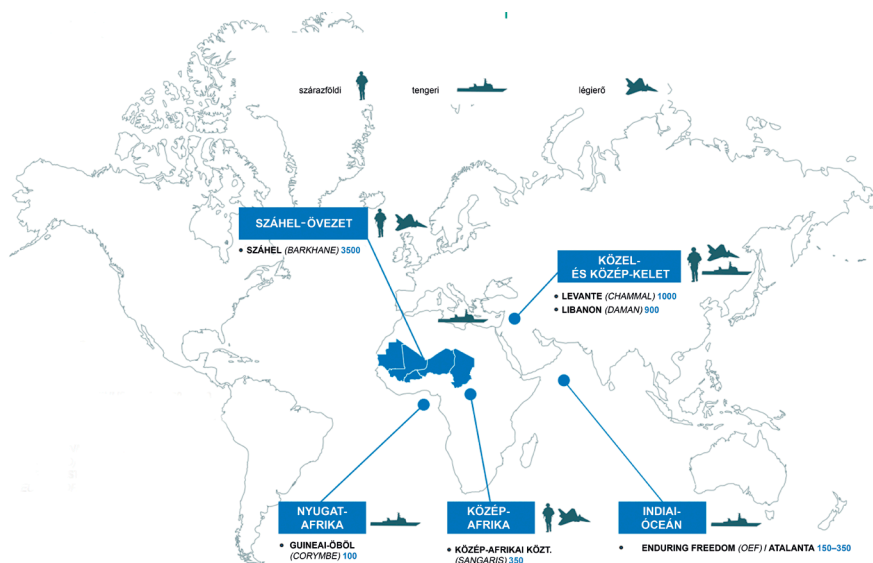 szárazföldi
tengeri
légierő
SZÁHEL-ÖVEZET
• SZÁHEL (BARKHANE) 3500
KÖZEL-
ÉS KÖZÉP-KELET
• LEVANTE (CHAMMAL) 1000
• LIBANON (DAMAN) 900
NYUGAT-
AFRIKA
• GUINEAI-ÖBÖL
(CORYMBE) 100
KÖZÉP-
AFRIKA
• KÖZÉP-AFRIKAI KÖZT.
(SANGARIS) 350
INDIAI-
ÓCEÁN
• ENDURING FREEDOM (OEF) / ATALANTA 150–350